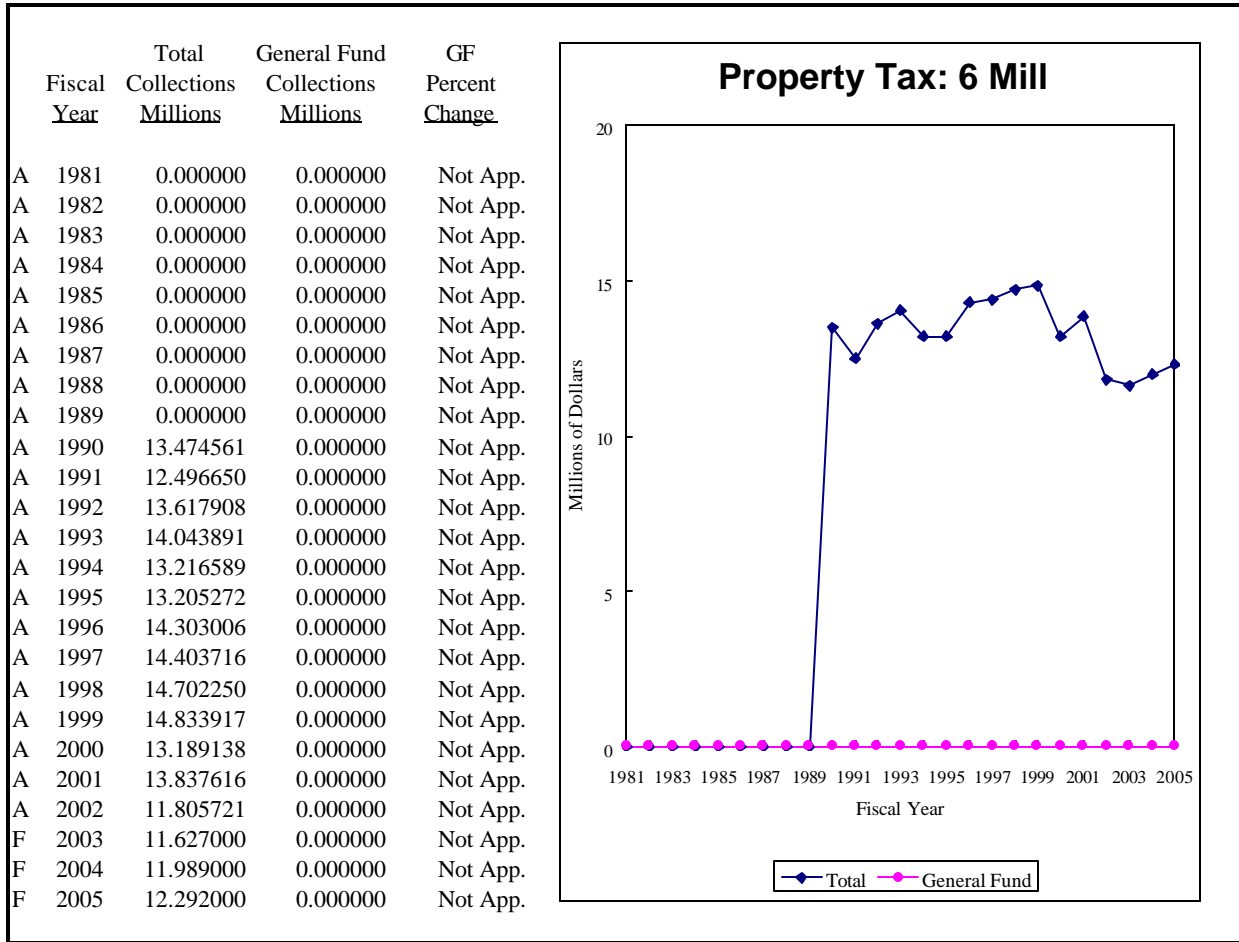 Total General Fund GF
Fiscal Collections Collections Percent
Year Millions Millions Change
A 1981 0.000000 0.000000 Not App.
A 1982 0.000000 0.000000 Not App.
A 1983 0.000000 0.000000 Not App.
A 1984 0.000000 0.000000 Not App.
A 1985 0.000000 0.000000 Not App.
A 1986 0.000000 0.000000 Not App.
A 1987 0.000000 0.000000 Not App.
A 1988 0.000000 0.000000 Not App.
A 1989 0.000000 0.000000 Not App.
A 1990 13.474561 0.000000 Not App.
A 1991 12.496650 0.000000 Not App.
A 1992 13.617908 0.000000 Not App.
A 1993 14.043891 0.000000 Not App.
A 1994 13.216589 0.000000 Not App.
A 1995 13.205272 0.000000 Not App.
A 1996 14.303006 0.000000 Not App.
A 1997 14.403716 0.000000 Not App.
A 1998 14.702250 0.000000 Not App.
A 1999 14.833917 0.000000 Not App.
A 2000 13.189138 0.000000 Not App.
A 2001 13.837616 0.000000 Not App.
A 2002 11.805721 0.000000 Not App.
F 2003 11.627000 0.000000 Not App.
F 2004 11.989000 0.000000 Not App.
F 2005 12.292000 0.000000 Not App.
Property Tax: 6 Mill
20
15
10
5
0
Millions of Dollars
1981 1983 1985 1987 1989 1991 1993 1995 1997 1999 2001 2003 2005
Fiscal Year
Total General Fund